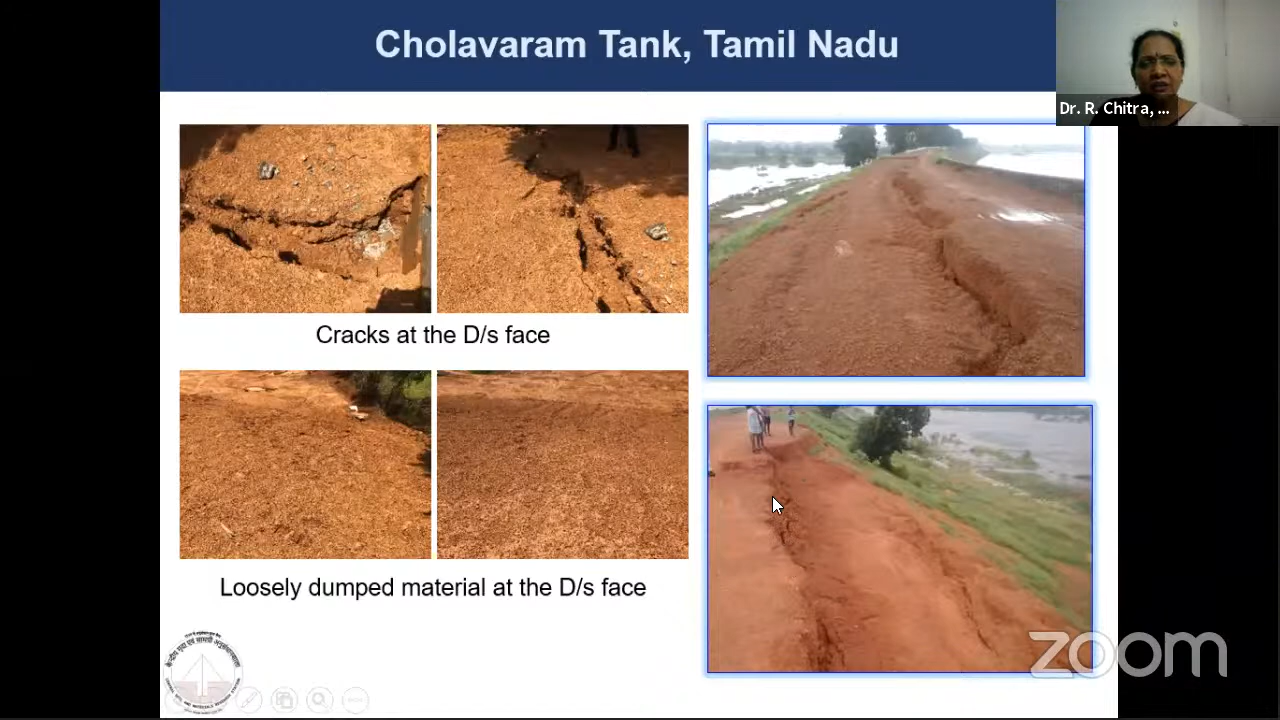 Cholavaram Tank, Tamil Nadu
Dr. R. Chitra, ...
Cracks at the D/s face
Loosely dumped material at the D/s face
zoom